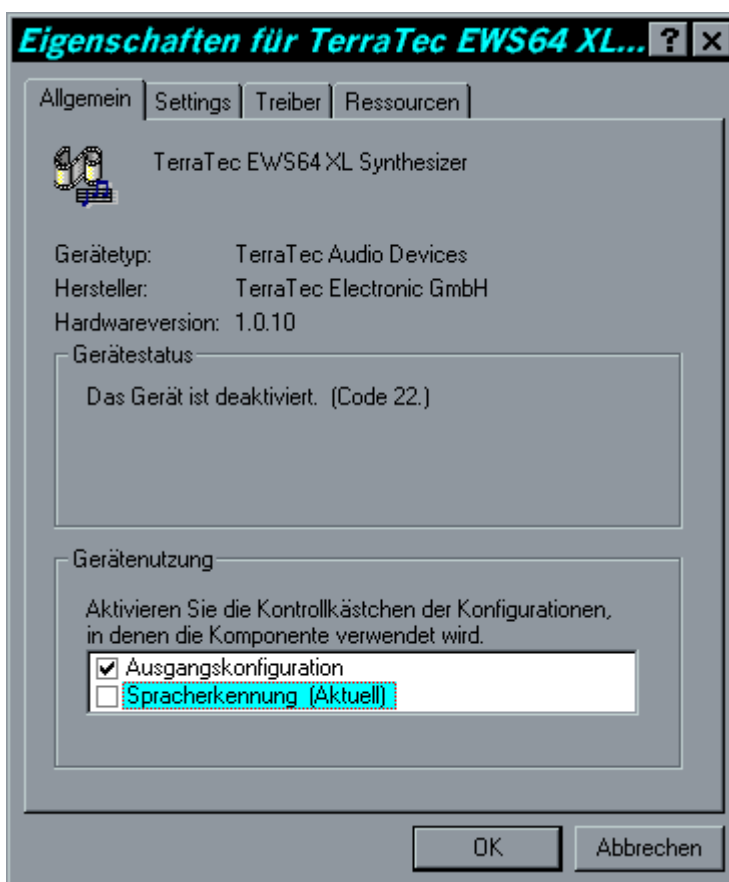 Eigenschaften für TerraTec EWS64 XL...
Allgemein Settings Treiber Ressourcen
TerraTec EWS64 XL Synthesizer
Gerätetyp: TerraTec Audio Devices
Hersteller: TerraTec Electronic GmbH
Hardwareversion: 1.0.10
Gerätestatus
Das Gerät ist deaktiviert. (Code 22.)
Gerätenutzung
Aktivieren Sie die Kontrollkästchen der Konfigurationen,
in denen die Komponente verwendet wird.
Ausgangskonfiguration
Spracherkennung (Aktuell)
OK Abbrechen